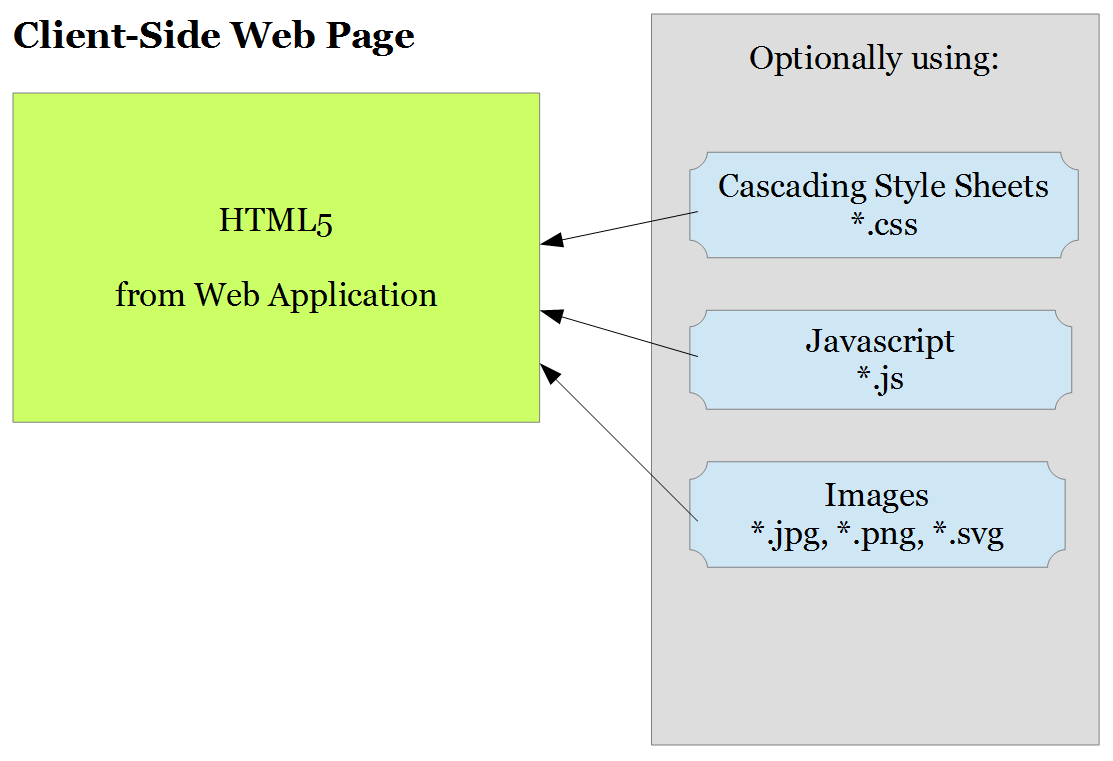 Client-Side Web Page
HTML5
from Web Application
Optionally using:
Cascading Style Sheets
*.css
Javascript
*.js
Images
*.jpg, *.png, *.svg